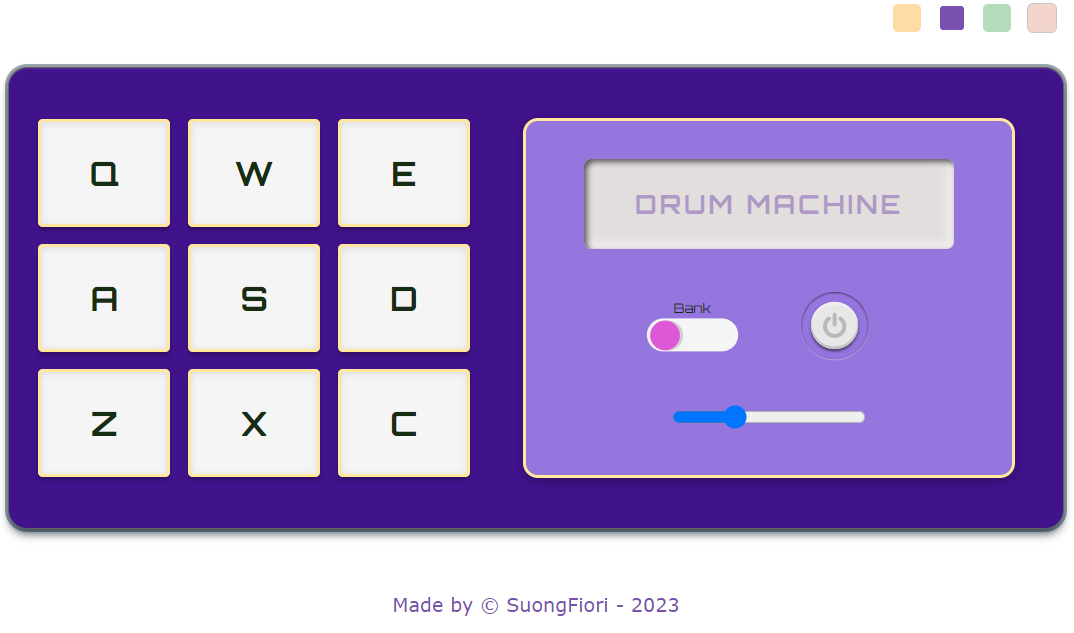 Q W E
DRUM MACHINE
A S D
Bank
Z X C
Made by © SuongFiori - 2023